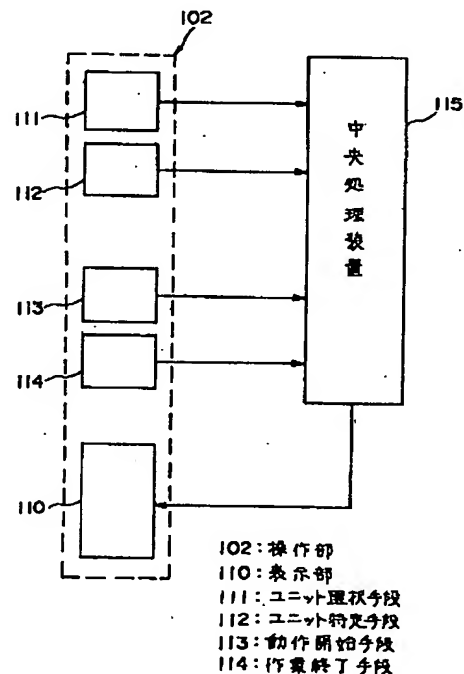 102
111
112
113
114
110
中央処理装置
115
102:操作部
110:表示部
111:ユニット選択手段
112:ユニット特定手段
113:動作開始手段
114:作業終了手段